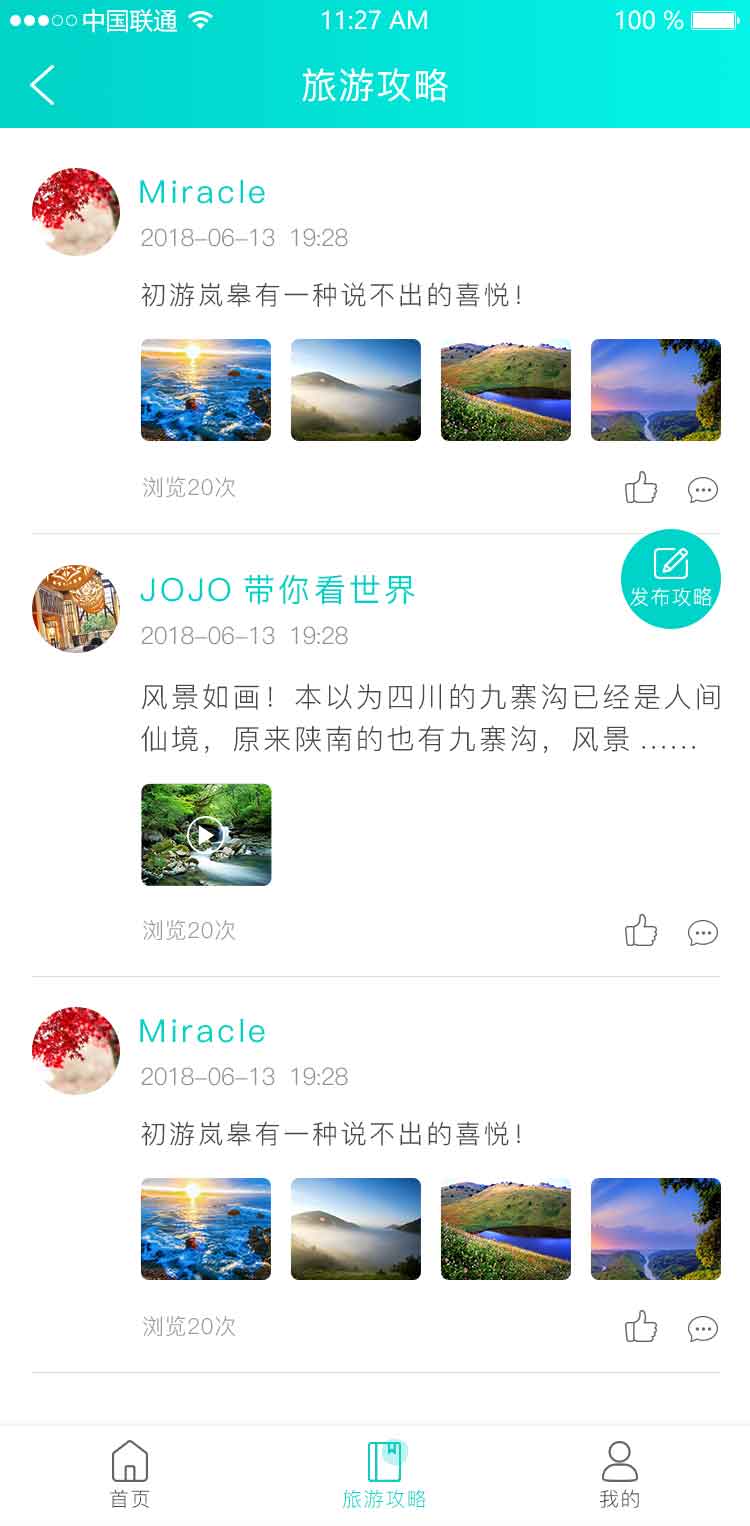 中国联通 11:27 AM 100 %
旅游攻略
Miracle
2018-06-13 19:28
初游岚皋有一种说不出的喜悦!
浏览20次
JOJO 带你看世界
发布攻略
2018-06-13 19:28
风景如画!本以为四川的九寨沟已经是人间
仙境,原来陕南的也有九寨沟,风景 ……
浏览20次
Miracle
2018-06-13 19:28
初游岚皋有一种说不出的喜悦!
浏览20次
首页 旅游攻略 我的